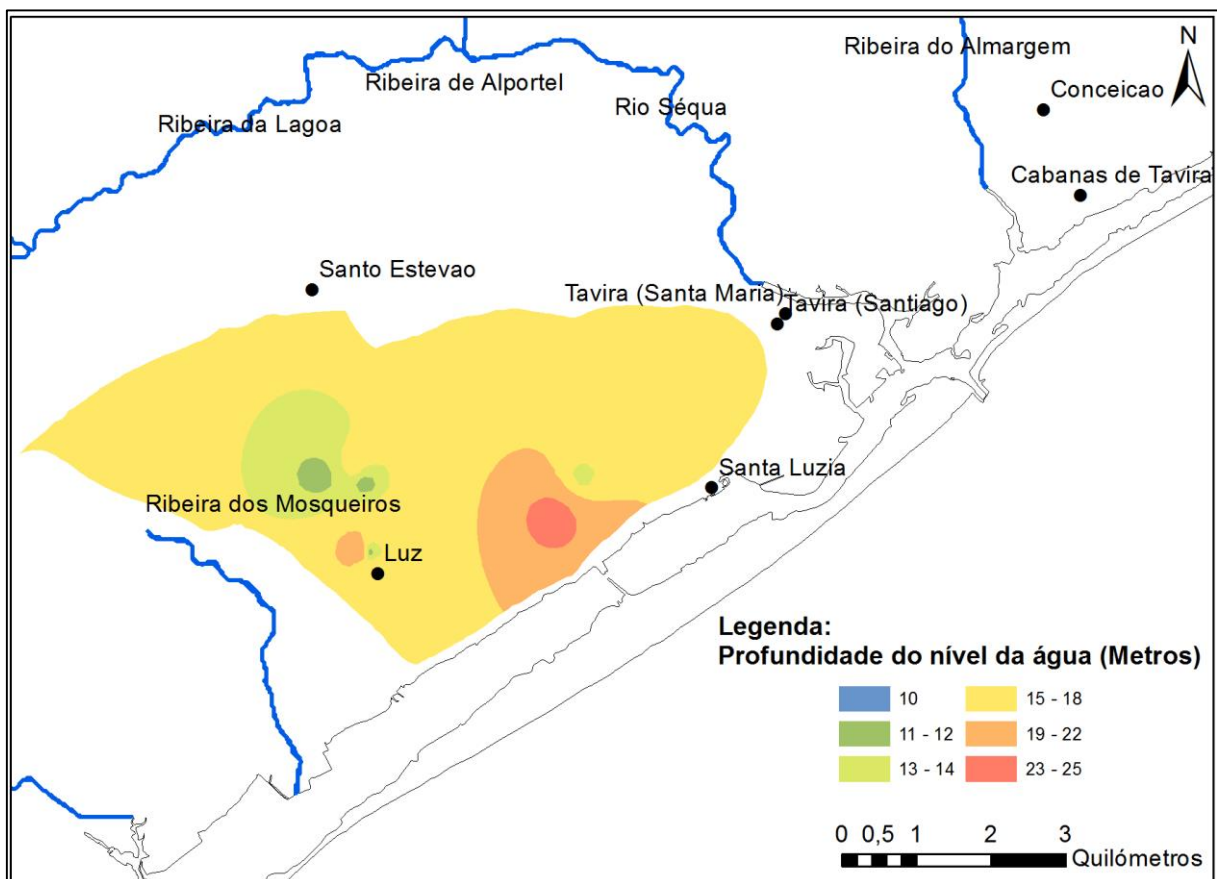 Ribeira do Almargem
N
Ribeira de Alportel
Conceicao
Rio Séqua
Ribeira da Lagoa
Cabanas de Tavira
Santo Estevao
Tavira (Santa Maria)
Tavira (Santiago)
Santa Luzia
Ribeira dos Mosqueiros
Luz
Legenda:
Profundidade do nível da água (Metros)
10
15 - 18
11 - 12
19 - 22
13 - 14
23 - 25
0 0,5 1 2 3
Quilómetros